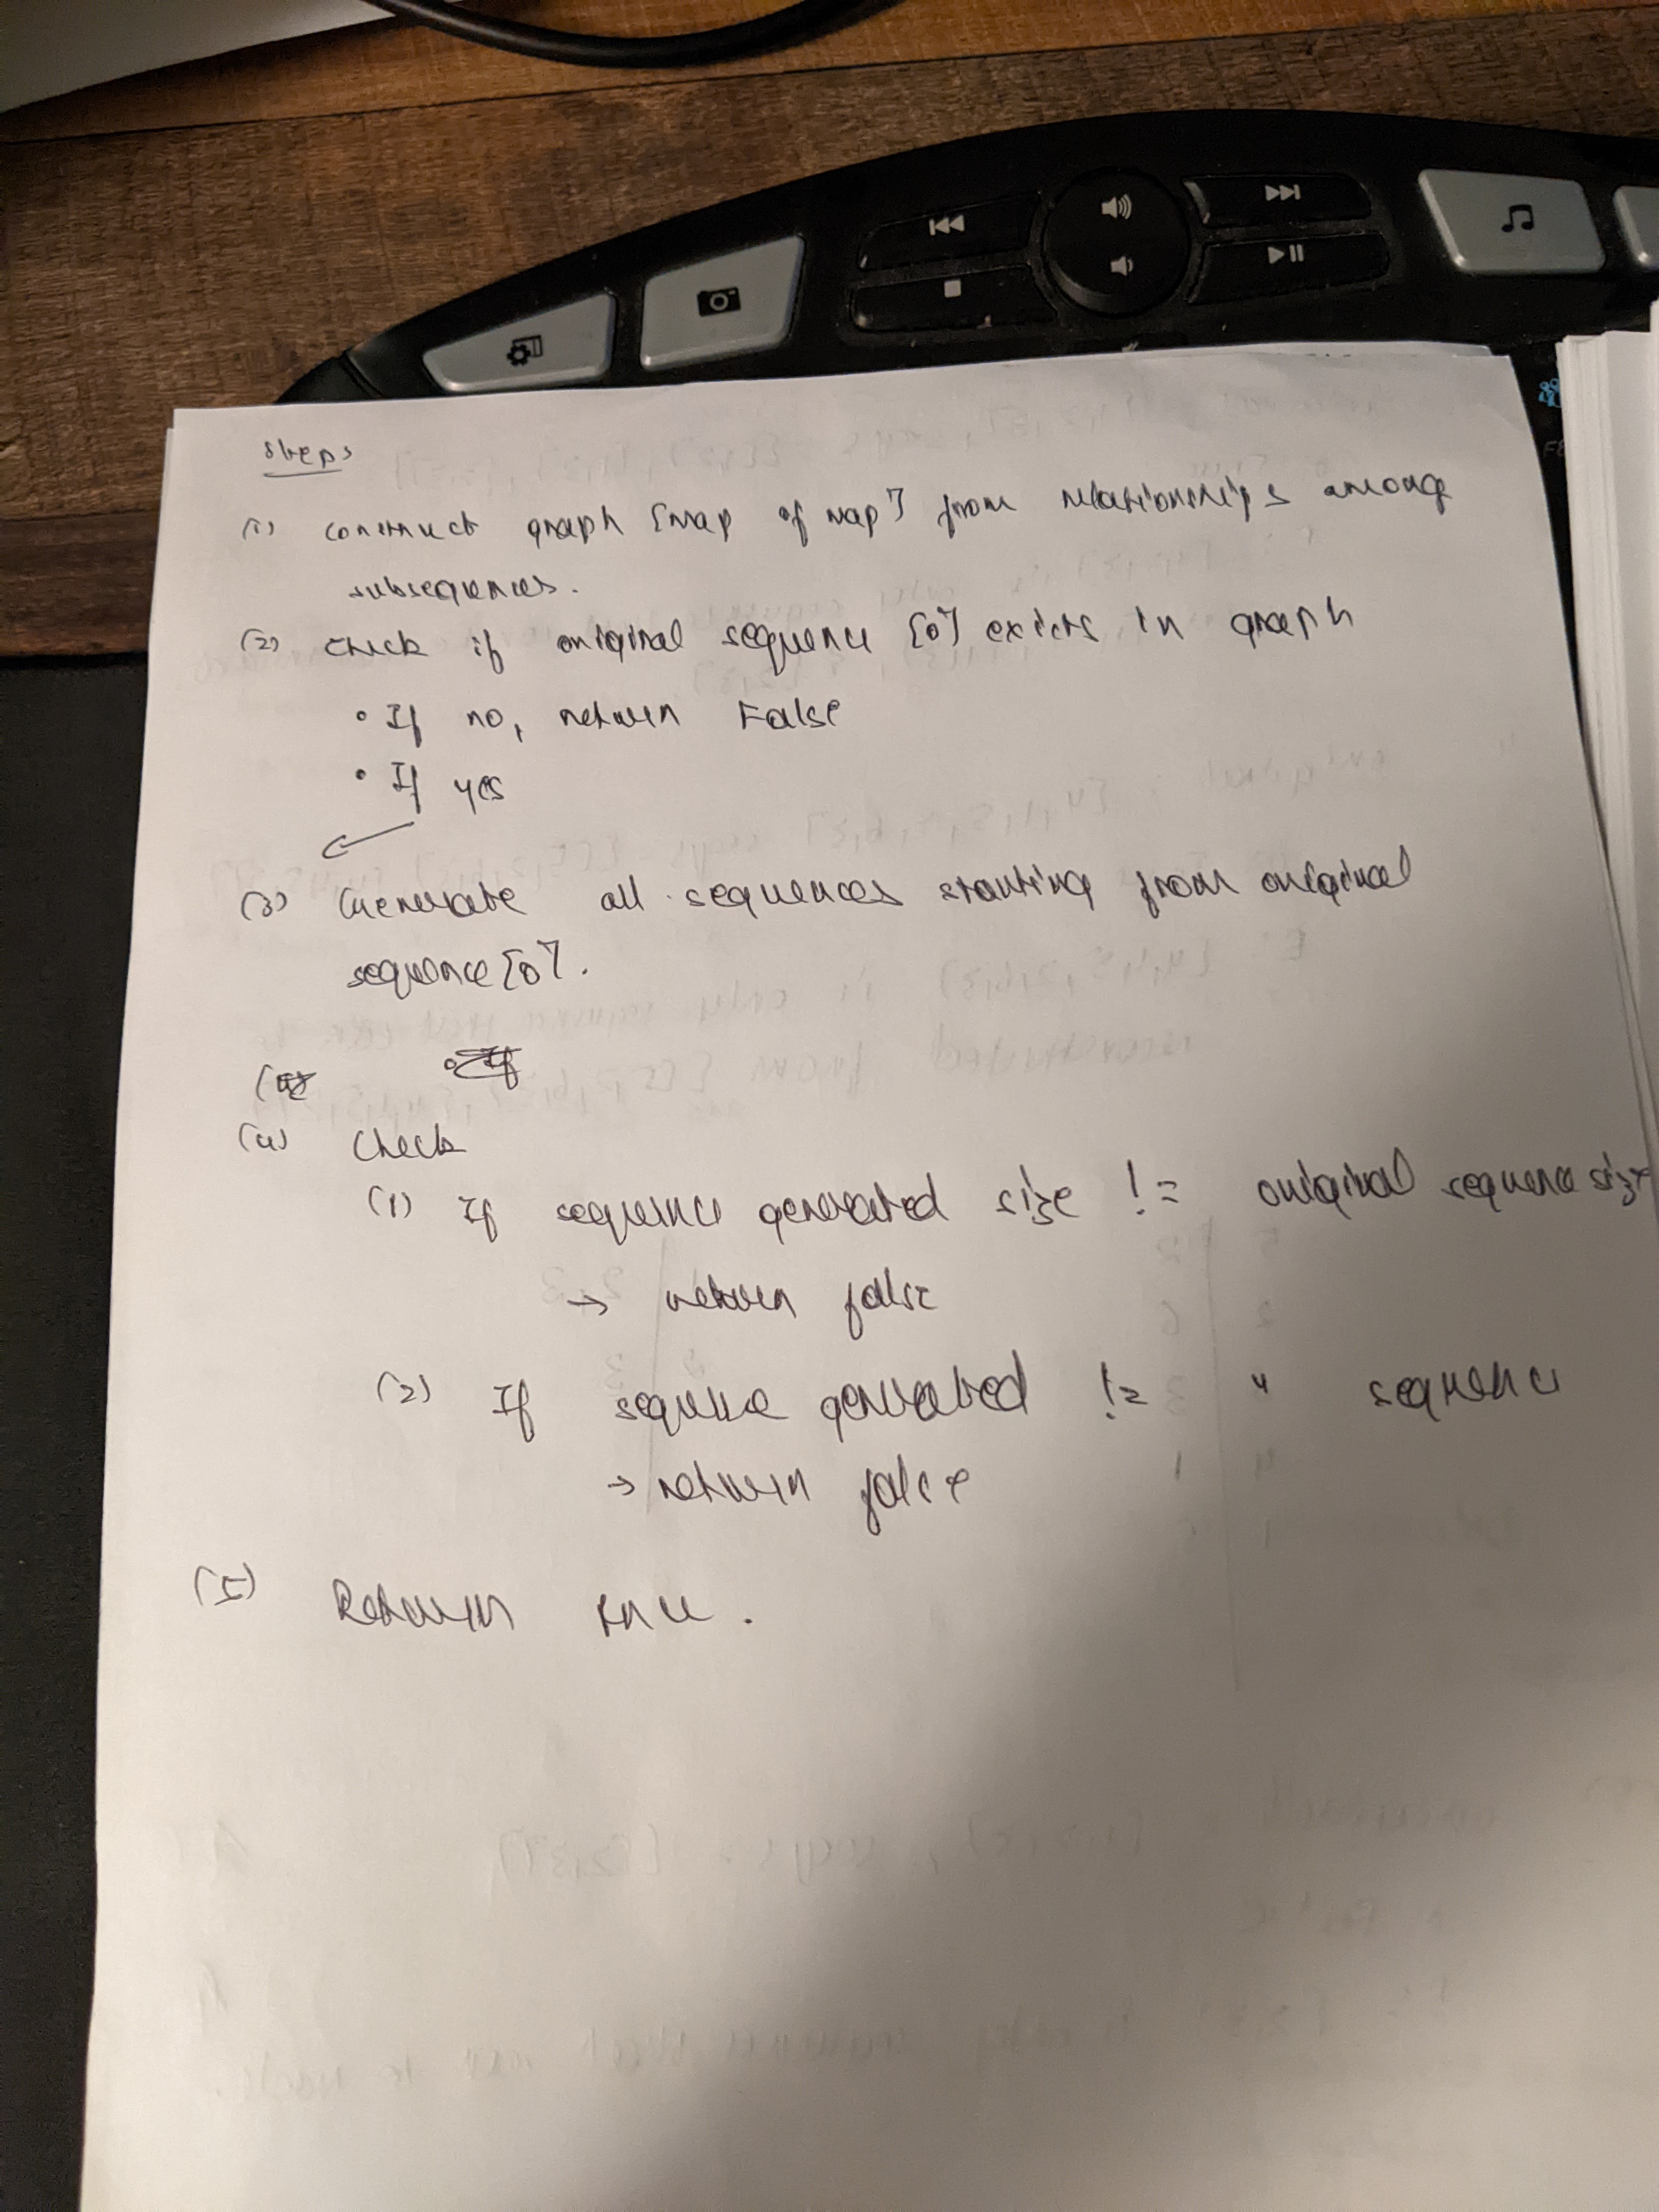 Steps
(1) construct graph [map of map] from relationships among
subsequences.
(2) check if original sequence [0] exists in graph
• If no, return False
• If yes
(3) Generate all sequences starting from original
sequence [0].
(4) Check
(1) If sequence generated size != original sequence size
→ return false
(2) If sequence generated != " sequence
→ return false
(5) Return true.